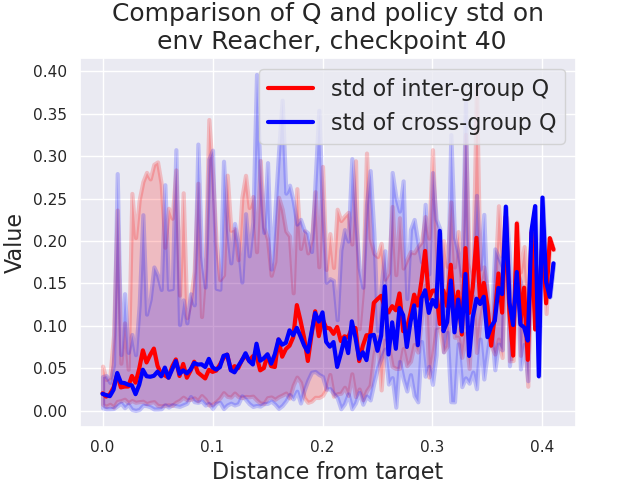 Comparison of Q and policy std on
env Reacher, checkpoint 40
std of inter-group Q
std of cross-group Q
Value
0.40
0.35
0.30
0.25
0.20
0.15
0.10
0.05
0.00
0.0 0.1 0.2 0.3 0.4
Distance from target